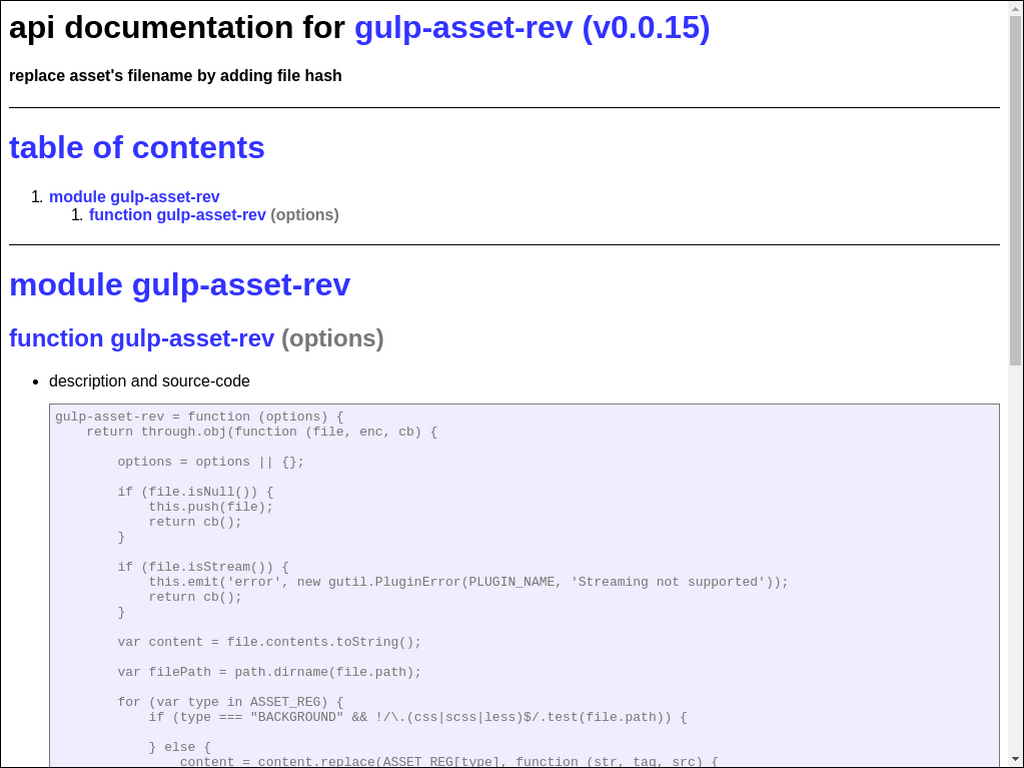 api documentation for gulp-asset-rev (v0.0.15)
replace asset's filename by adding file hash
table of contents
1. module gulp-asset-rev
1. function gulp-asset-rev (options)
module gulp-asset-rev
function gulp-asset-rev (options)
• description and source-code
gulp-asset-rev = function (options) {
    return through.obj(function (file, enc, cb) {
        options = options || {};
        if (file.isNull()) {
            this.push(file);
            return cb();
        }
        if (file.isStream()) {
            this.emit('error', new gutil.PluginError(PLUGIN_NAME, 'Streaming not supported'));
            return cb();
        }
        var content = file.contents.toString();
        var filePath = path.dirname(file.path);
        for (var type in ASSET_REG) {
            if (type === "BACKGROUND" && !/\.(css|scss|less)$/.test(file.path)) {
            } else {
                content = content.replace(ASSET_REG[type], function (str, tag, src) {